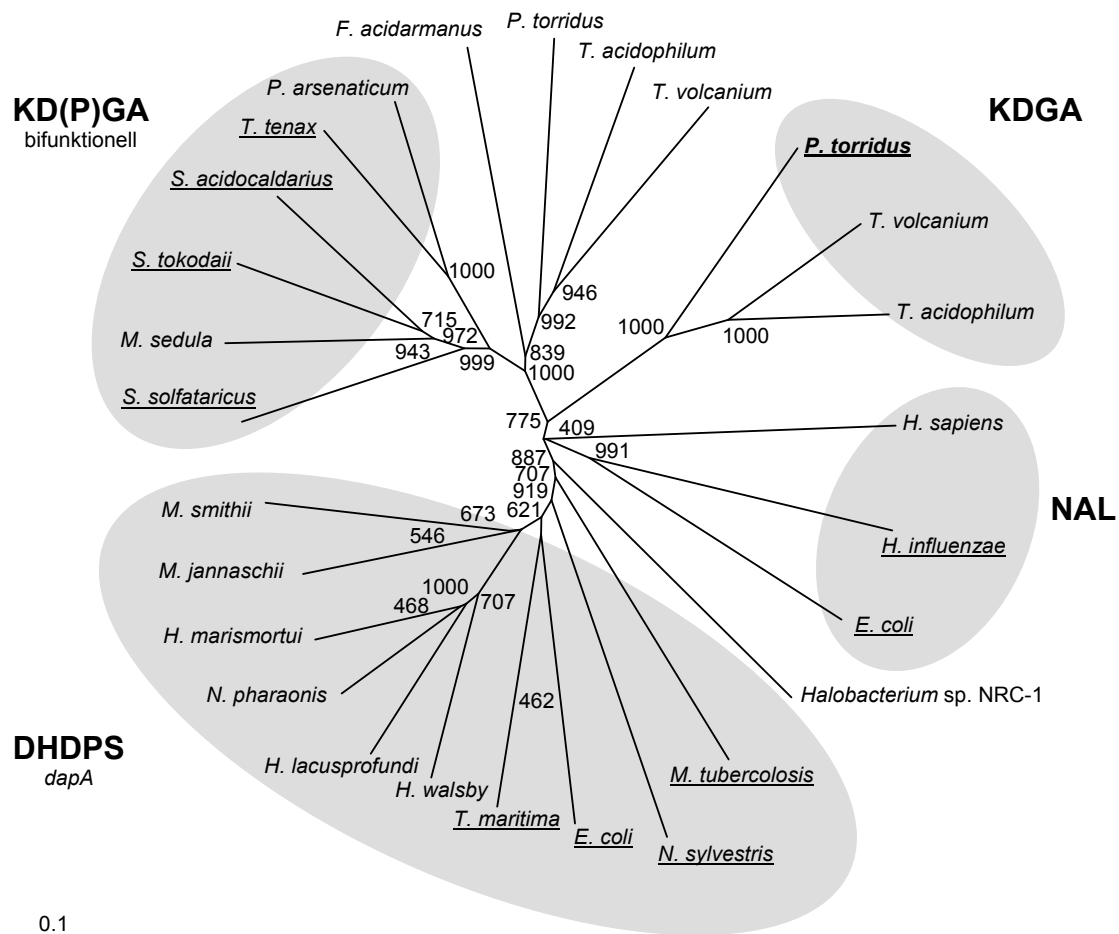 P. torridus
F. acidarmanus
T. acidophilum
T. volcanium
P. arsenaticum
KD(P)GA
bifunktionell
T. tenax
S. acidocaldarius
S. tokodaii
M. sedula
S. solfataricus
KDGA
P. torridus
T. volcanium
T. acidophilum
1000
946
992
715
972
943
999
839
1000
1000
1000
775
409
991
887
707
919
621
673
546
1000
468
707
462
H. sapiens
NAL
H. influenzae
E. coli
Halobacterium sp. NRC-1
M. smithii
M. jannaschii
H. marismortui
N. pharaonis
DHDPS
dapA
H. lacusprofundi
H. walsby
T. maritima
E. coli
N. sylvestris
M. tubercolosis
0.1